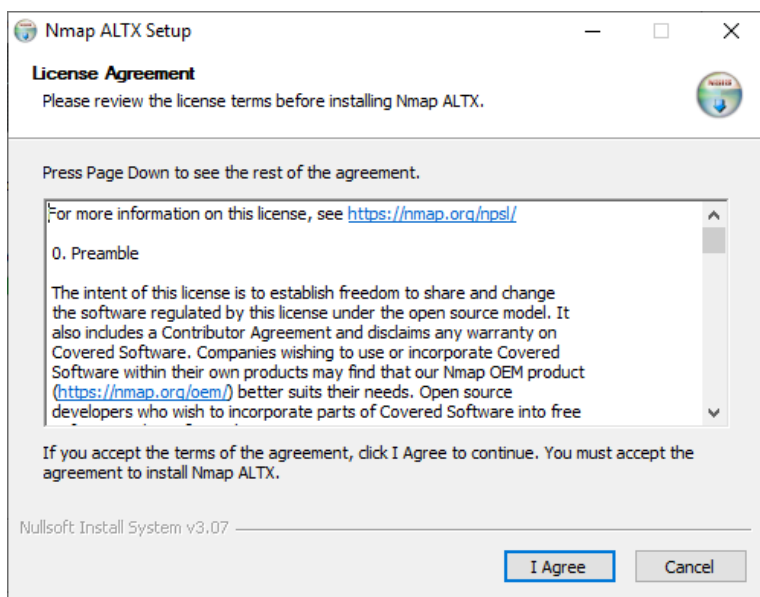 Nmap ALTX Setup
License Agreement
Please review the license terms before installing Nmap ALTX.
Press Page Down to see the rest of the agreement.
For more information on this license, see https://nmap.org/npsl/
0. Preamble
The intent of this license is to establish freedom to share and change
the software regulated by this license under the open source model. It
also includes a Contributor Agreement and disclaims any warranty on
Covered Software. Companies wishing to use or incorporate Covered
Software within their own products may find that our Nmap OEM product
(https://nmap.org/oem/) better suits their needs. Open source
developers who wish to incorporate parts of Covered Software into free
If you accept the terms of the agreement, click I Agree to continue. You must accept the
agreement to install Nmap ALTX.
Nullsoft Install System v3.07
I Agree
Cancel